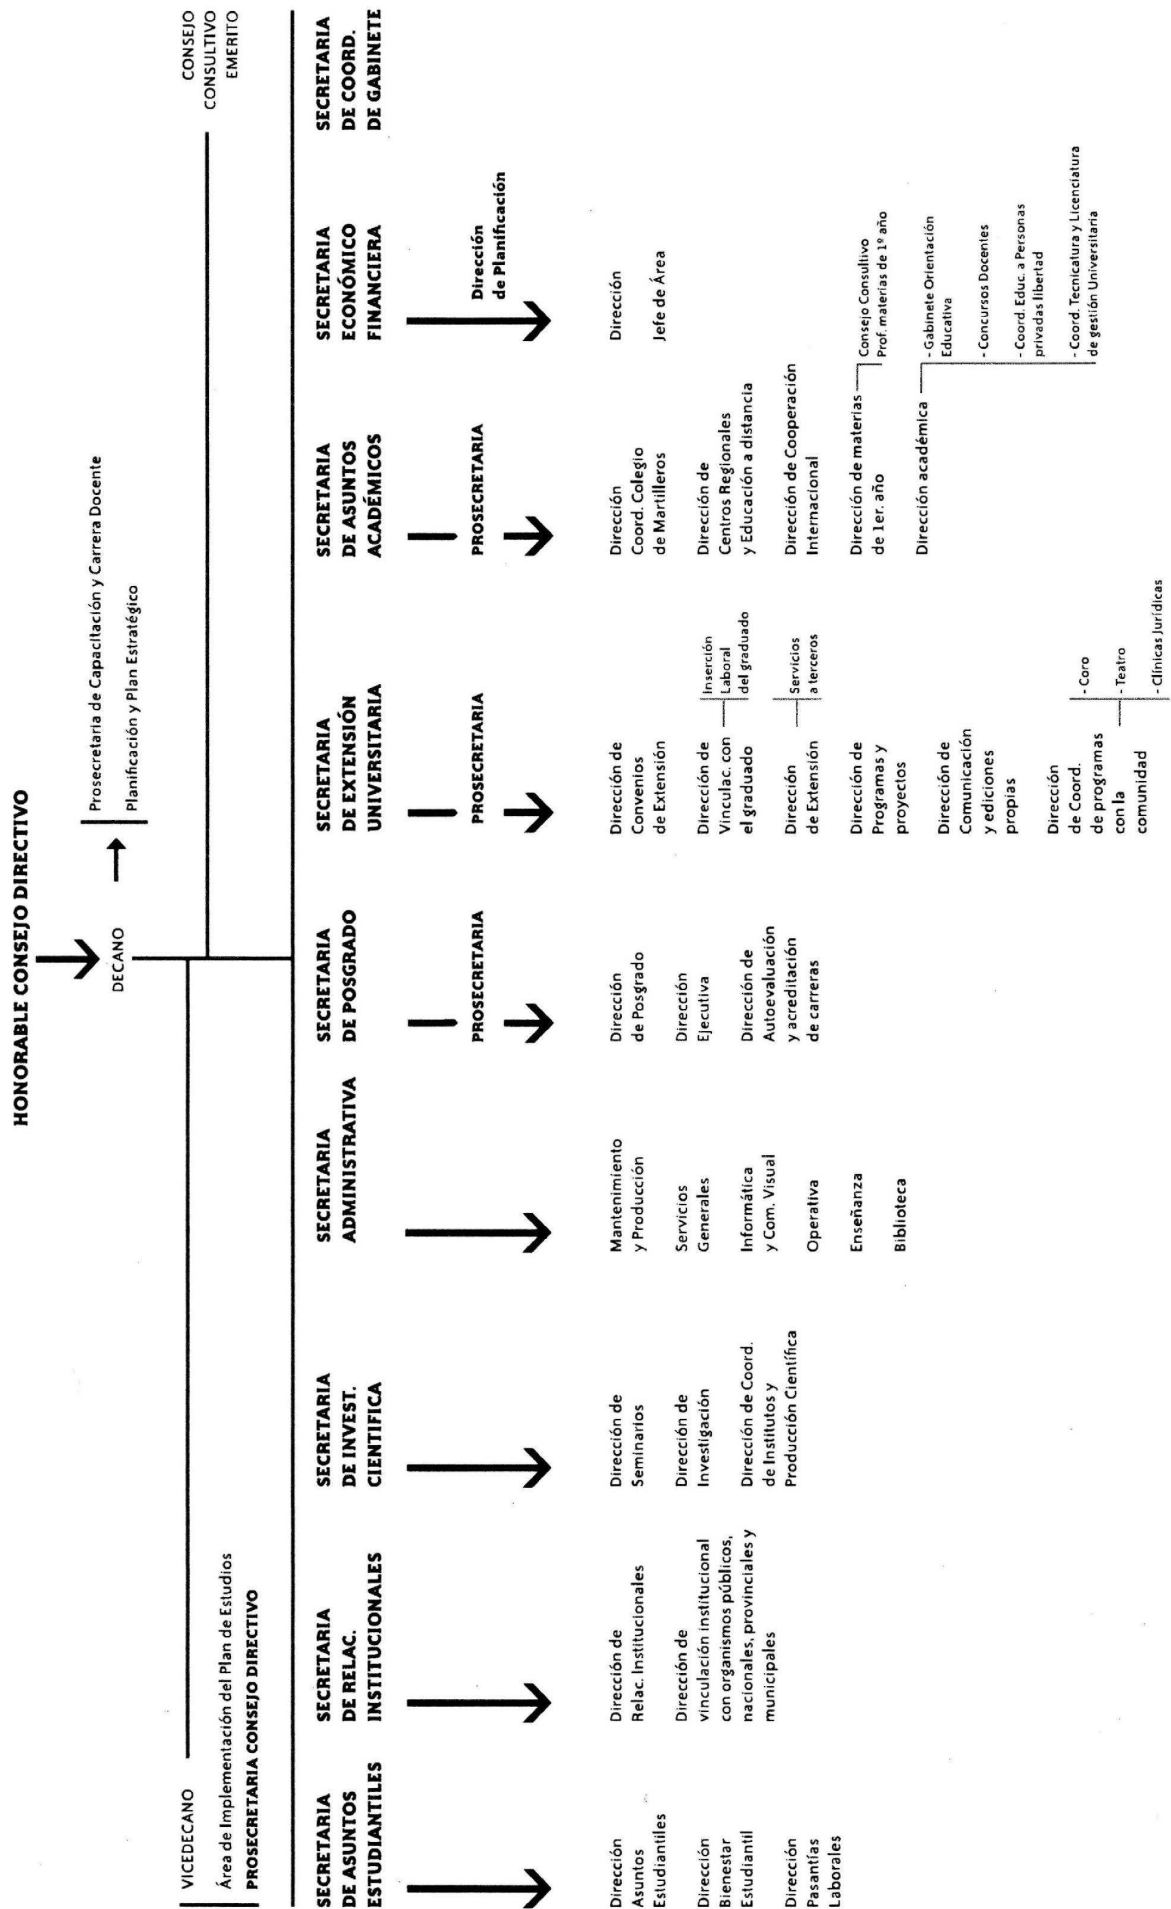 HONORABLE CONSEJO DIRECTIVO
DECANO
Prosecretaria de Capacitación y Carrera Docente
Planificación y Plan Estratégico
VICEDECANO
Área de Implementación del Plan de Estudios
PROSECRETARIA CONSEJO DIRECTIVO
CONSEJO
CONSULTIVO
EMERITO
SECRETARIA
DE ASUNTOS
ESTUDIANTILES
Dirección
Asuntos
Estudiantiles
Dirección
Bienestar
Estudiantil
Dirección
Pasantías
Laborales
SECRETARIA
DE RELAC.
INSTITUCIONALES
Dirección de
Relac. Institucionales
Dirección de
vinculación institucional
con organismos públicos,
nacionales, provinciales y
municipales
SECRETARIA
DE INVEST.
CIENTIFICA
Dirección de
Seminarios
Dirección de
Investigación
Dirección de Coord.
de Institutos y
Producción Científica
SECRETARIA
ADMINISTRATIVA
Mantenimiento
y Producción
Servicios
Generales
Informática
y Com. Visual
Operativa
Enseñanza
Biblioteca
SECRETARIA
DE POSGRADO
PROSECRETARIA
Dirección
de Posgrado
Dirección
Ejecutiva
Dirección de
Autoevaluación
y acreditación
de carreras
SECRETARIA
DE EXTENSIÓN
UNIVERSITARIA
PROSECRETARIA
Dirección de
Convenios
de Extensión
Dirección de
Vinculac. con
el graduado
Inserción
Laboral
del graduado
Dirección
de Extensión
Servicios
a terceros
Dirección de
Programas y
proyectos
Dirección de
Comunicación
y ediciones
propias
Dirección
de Coord.
de programas
con la
comunidad
- Coro
- Teatro
- Clínicas Jurídicas
SECRETARIA
DE ASUNTOS
ACADÉMICOS
PROSECRETARIA
Dirección
Coord. Colegio
de Martilleros
Dirección de
Centros Regionales
y Educación a distancia
Dirección de Cooperación
Internacional
Dirección de materias
de 1er. año
Consejo Consultivo
Prof. materias de 1º año
Dirección académica
- Gabinete Orientación
Educativa
- Concursos Docentes
- Coord. Educ. a Personas
privadas libertad
- Coord. Tecnicatura y Licenciatura
de gestión Universitaria
SECRETARIA
ECONÓMICO
FINANCIERA
Dirección
de Planificación
Dirección
Jefe de Área
SECRETARIA
DE COORD.
DE GABINETE